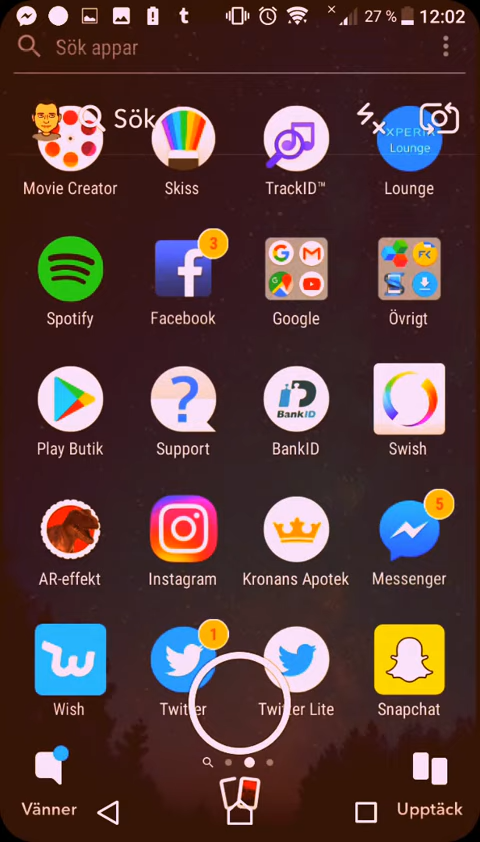 27 % 12:02
Sök appar
Sök
XPERIA
Lounge
Movie Creator Skiss TrackID™ Lounge
3
Spotify Facebook Google Övrigt
BankID
Play Butik Support BankID Swish
5
AR-effekt Instagram Kronans Apotek Messenger
1
Wish Twitter Twitter Lite Snapchat
Vänner Upptäck